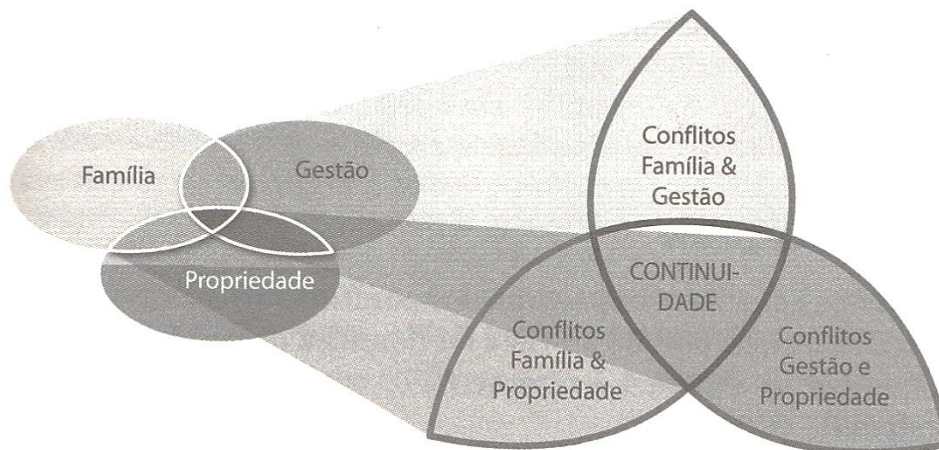 Família
Gestão
Propriedade
Conflitos
Família &
Gestão
CONTINUI-
DADE
Conflitos
Família &
Propriedade
Conflitos
Gestão e
Propriedade